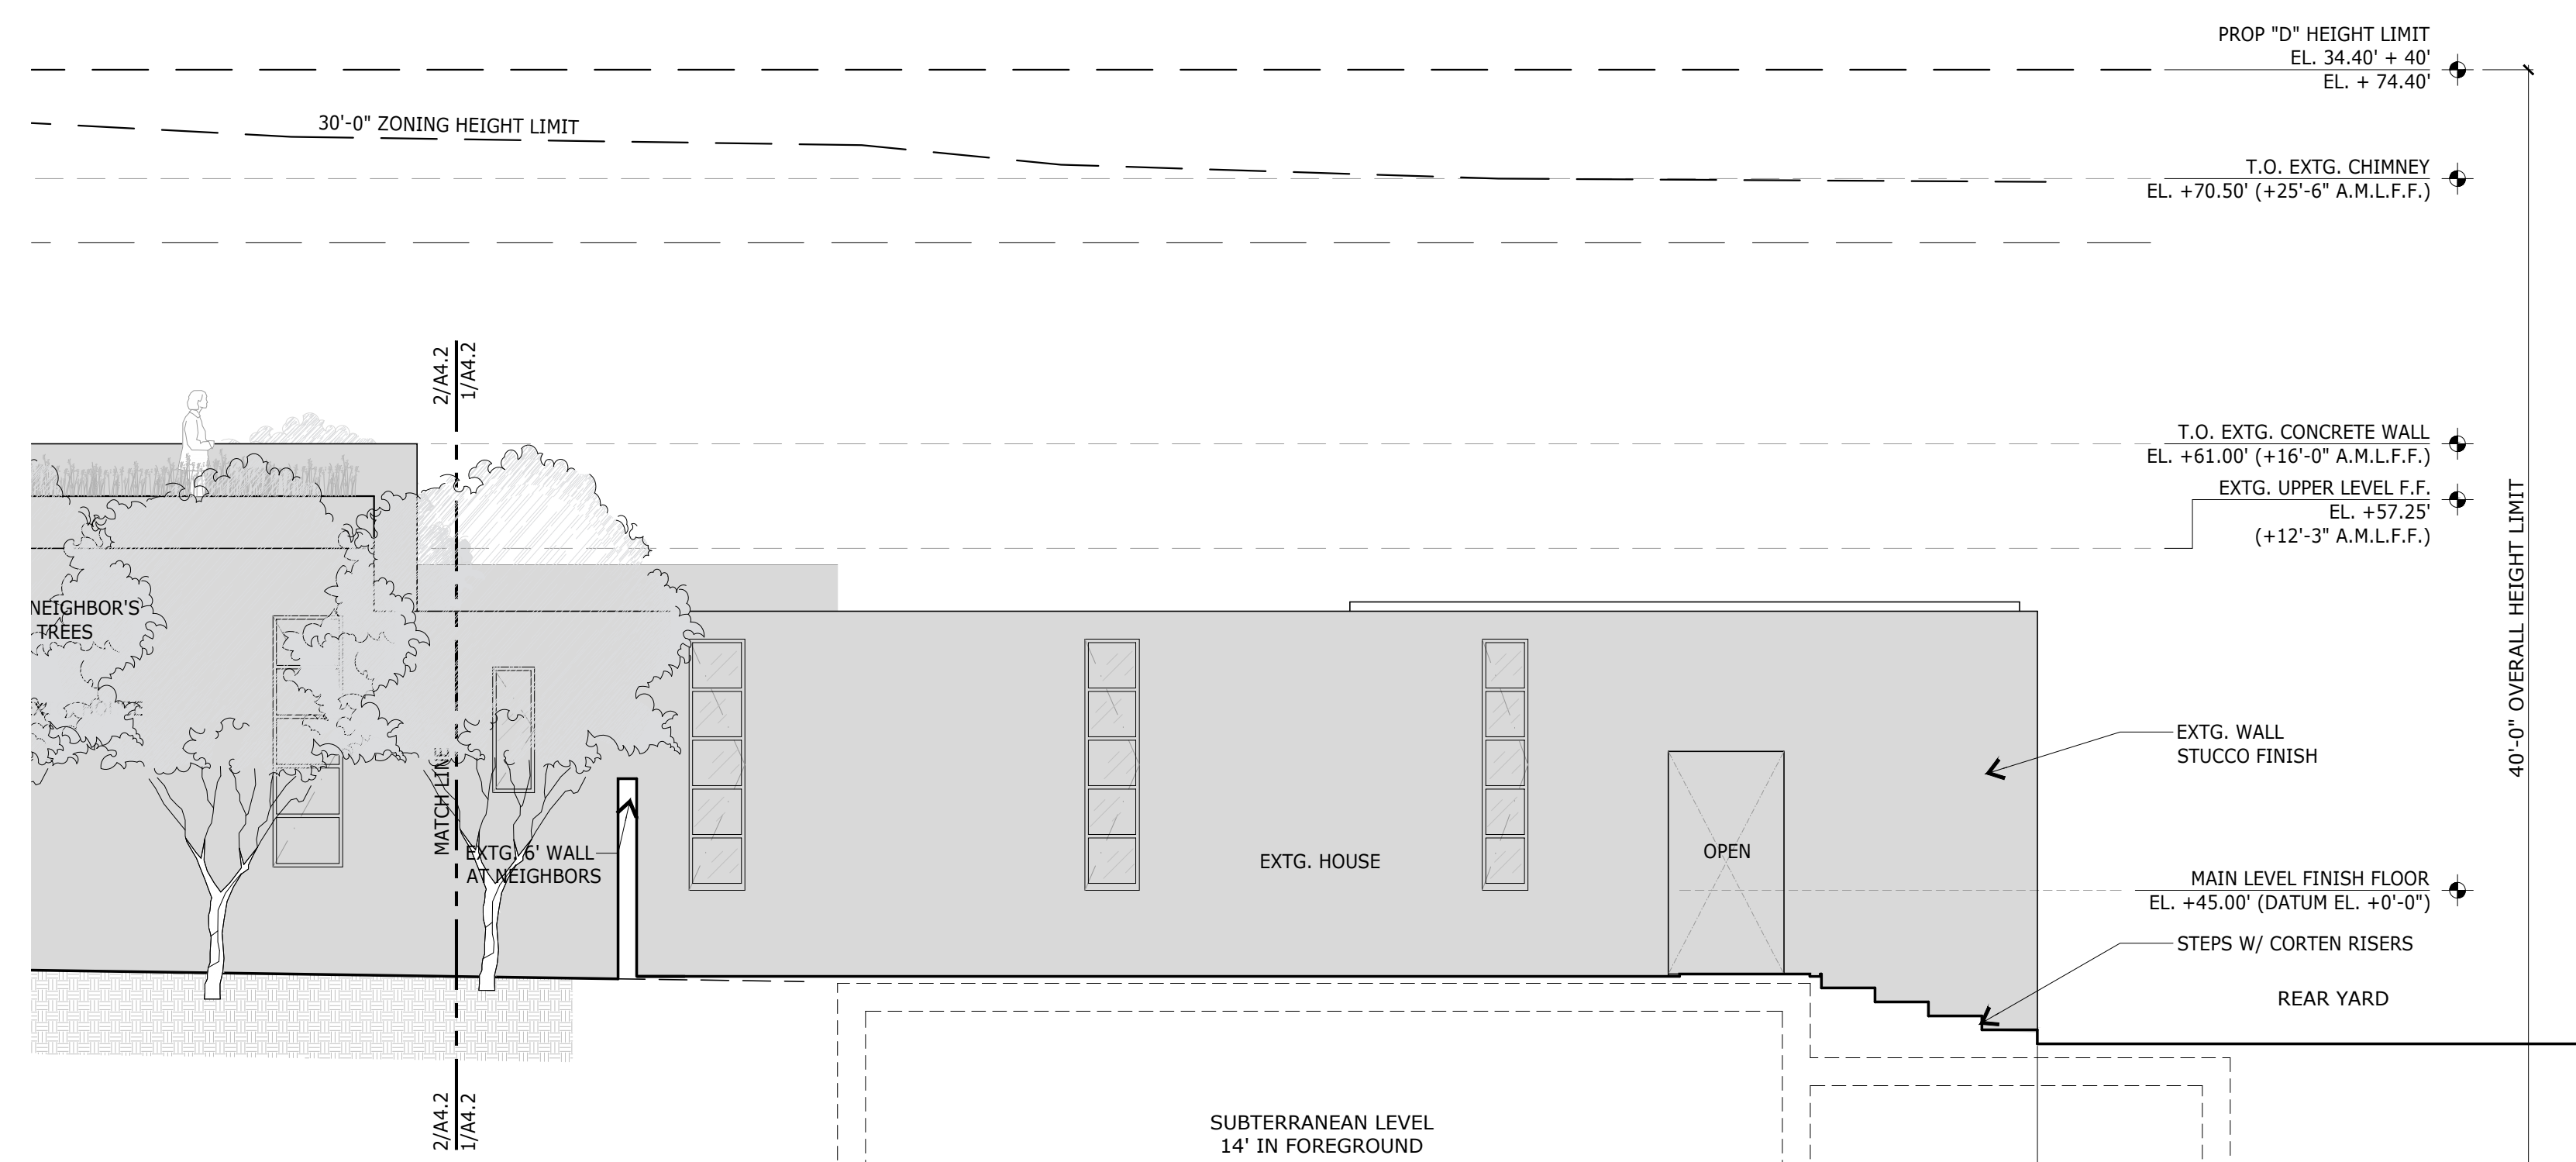 PROP "D" HEIGHT LIMIT
EL. 34.40' + 40'
EL. + 74.40'
30'-0" ZONING HEIGHT LIMIT
T.O. EXTG. CHIMNEY
EL. +70.50' (+25'-6" A.M.L.F.F.)
2/A4.2
1/A4.2
T.O. EXTG. CONCRETE WALL
EL. +61.00' (+16'-0" A.M.L.F.F.)
EXTG. UPPER LEVEL F.F.
EL. +57.25'
(+12'-3" A.M.L.F.F.)
40'-0" OVERALL HEIGHT LIMIT
NEIGHBOR'S
TREES
EXTG. WALL
STUCCO FINISH
MATCH LIN
EXTG. 6' WALL
AT NEIGHBORS
EXTG. HOUSE
OPEN
MAIN LEVEL FINISH FLOOR
EL. +45.00' (DATUM EL. +0'-0")
STEPS W/ CORTEN RISERS
REAR YARD
2/A4.2
1/A4.2
SUBTERRANEAN LEVEL
14' IN FOREGROUND